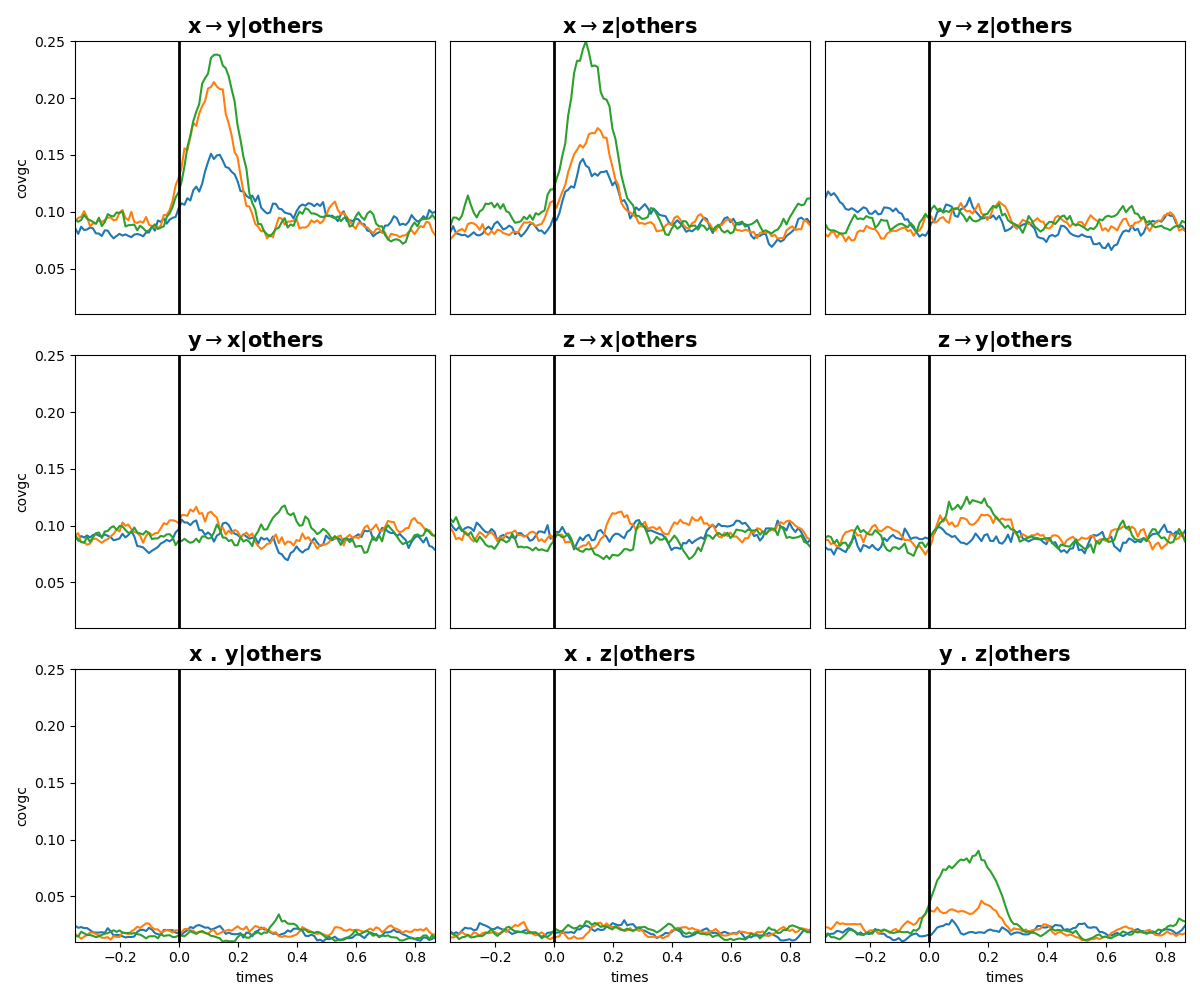 x→y|others x→z|others y→z|others
0.25
0.20
0.15
0.10
0.05
covgc
y→x|others z→x|others z→y|others
0.25
0.20
0.15
0.10
0.05
covgc
x . y|others x . z|others y . z|others
0.25
0.20
0.15
0.10
0.05
covgc
−0.2 0.0 0.2 0.4 0.6 0.8 −0.2 0.0 0.2 0.4 0.6 0.8 −0.2 0.0 0.2 0.4 0.6 0.8
times times times